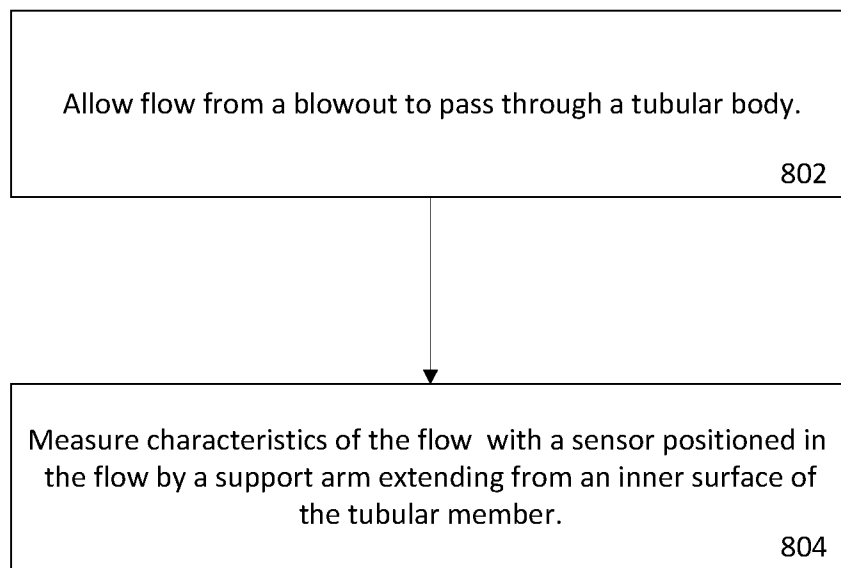 Allow flow from a blowout to pass through a tubular body.
802
Measure characteristics of the flow  with a sensor positioned in
the flow by a support arm extending from an inner surface of
the tubular member.
804